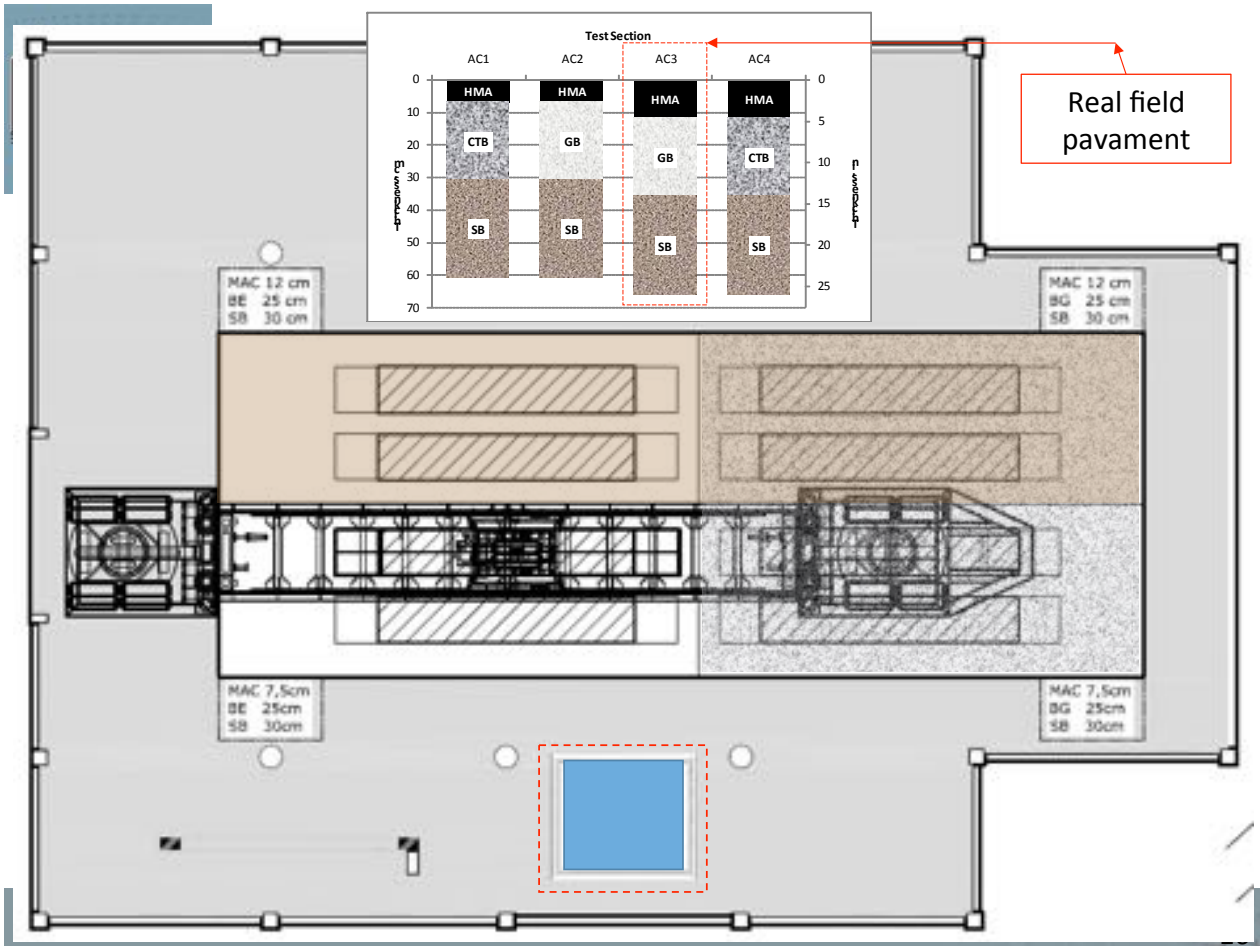 Test Section
AC1 AC2 AC3 AC4
0 0
HMA HMA HMA HMA
5
10
CTB GB GB CTB
10
20
30
15
40
SB SB SB SB
20
50
60
25
70
Real field
pavament
MAC 12 cm
BE 25 cm
SB 30 cm
MAC 12 cm
BG 25 cm
SB 30 cm
MAC 7,5cm
BE 25cm
SB 30cm
MAC 7,5cm
BG 25cm
SB 30cm